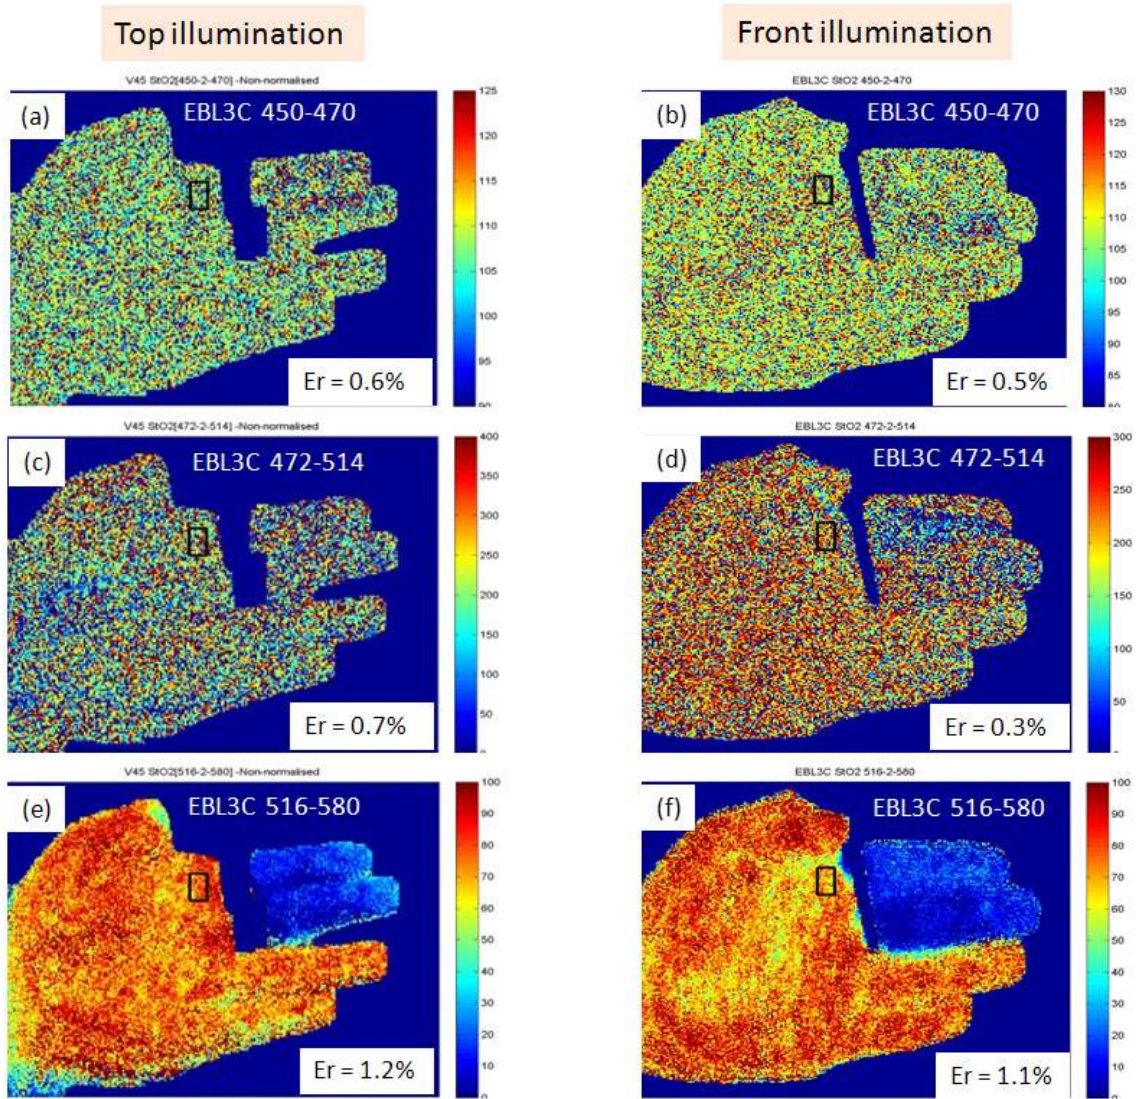 Top illumination
Front illumination
V45 StO2[450-2-470] -Non-normalised
EBL3C StO2 450-2-470
(a)
EBL3C 450-470
125
120
115
110
105
100
95
90
Er = 0.6%
(b)
EBL3C 450-470
130
125
120
115
110
105
100
95
90
85
80
Er = 0.5%
V45 StO2[472-2-514] -Non-normalised
EBL3C StO2 472-2-514
(c)
EBL3C 472-514
400
350
300
250
200
150
100
50
Er = 0.7%
(d)
EBL3C 472-514
300
250
200
150
100
50
Er = 0.3%
V45 StO2[516-2-580] -Non-normalised
EBL3C StO2 516-2-580
(e)
EBL3C 516-580
100
90
80
70
60
50
40
30
20
10
0
Er = 1.2%
(f)
EBL3C 516-580
100
90
80
70
60
50
40
30
20
10
0
Er = 1.1%